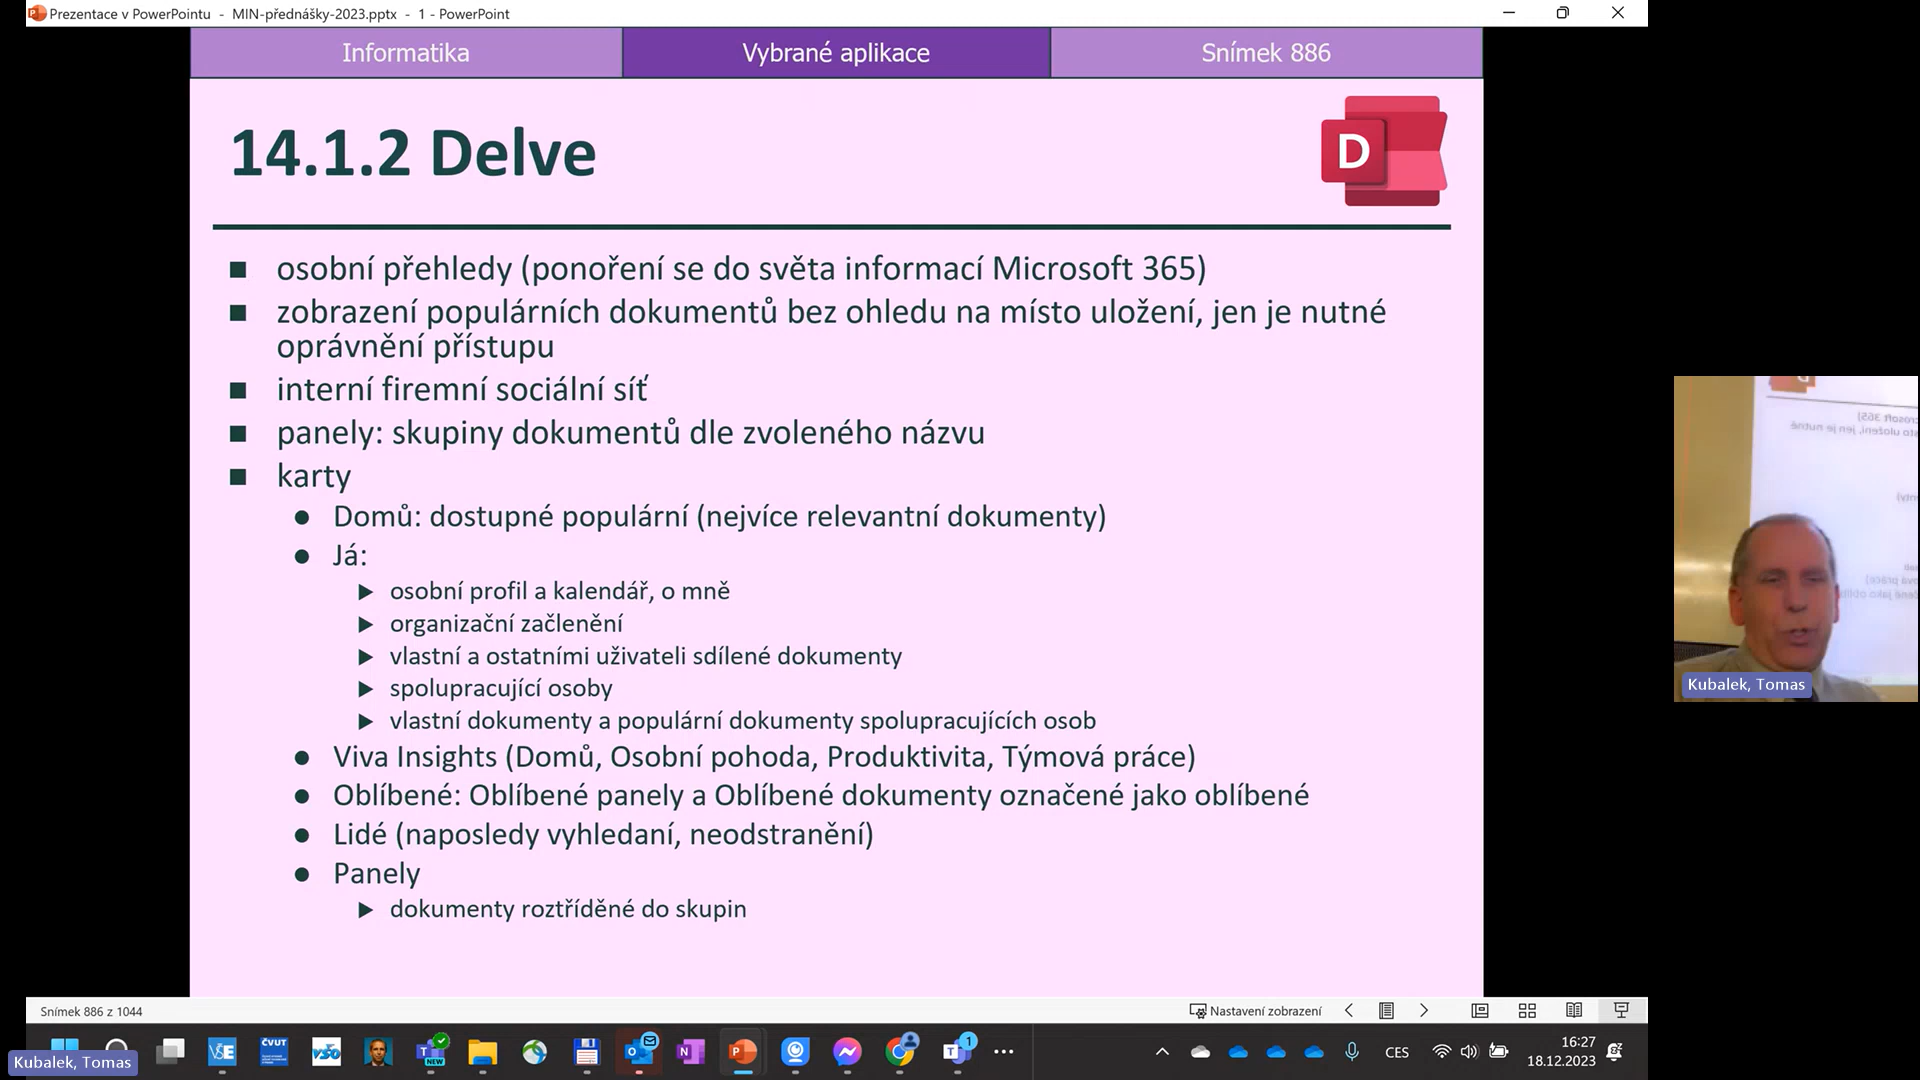 Prezentace v PowerPointu - MIN-přednášky-2023.pptx - 1 - PowerPoint
Informatika
Vybrané aplikace
Snímek 886
14.1.2 Delve
D
osobní přehledy (ponoření se do světa informací Microsoft 365)
zobrazení populárních dokumentů bez ohledu na místo uložení, jen je nutné
oprávnění přístupu
interní firemní sociální síť
panely: skupiny dokumentů dle zvoleného názvu
karty
Domů: dostupné populární (nejvíce relevantní dokumenty)
Já:
osobní profil a kalendář, o mně
organizační začlenění
vlastní a ostatními uživateli sdílené dokumenty
spolupracující osoby
vlastní dokumenty a populární dokumenty spolupracujících osob
Viva Insights (Domů, Osobní pohoda, Produktivita, Týmová práce)
Oblíbené: Oblíbené panely a Oblíbené dokumenty označené jako oblíbené
Lidé (naposledy vyhledaní, neodstranění)
Panely
dokumenty roztříděné do skupin
Kubalek, Tomas
Snímek 886 z 1044
Nastavení zobrazení
Kubalek, Tomas
VŠE
ČVUT
VŠO
NEW
1
CES
16:27
18.12.2023